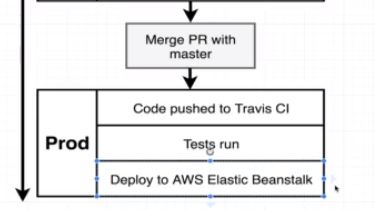 Merge PR with
master
Code pushed to Travis CI
Prod
Tests run
Deploy to AWS Elastic Beanstalk